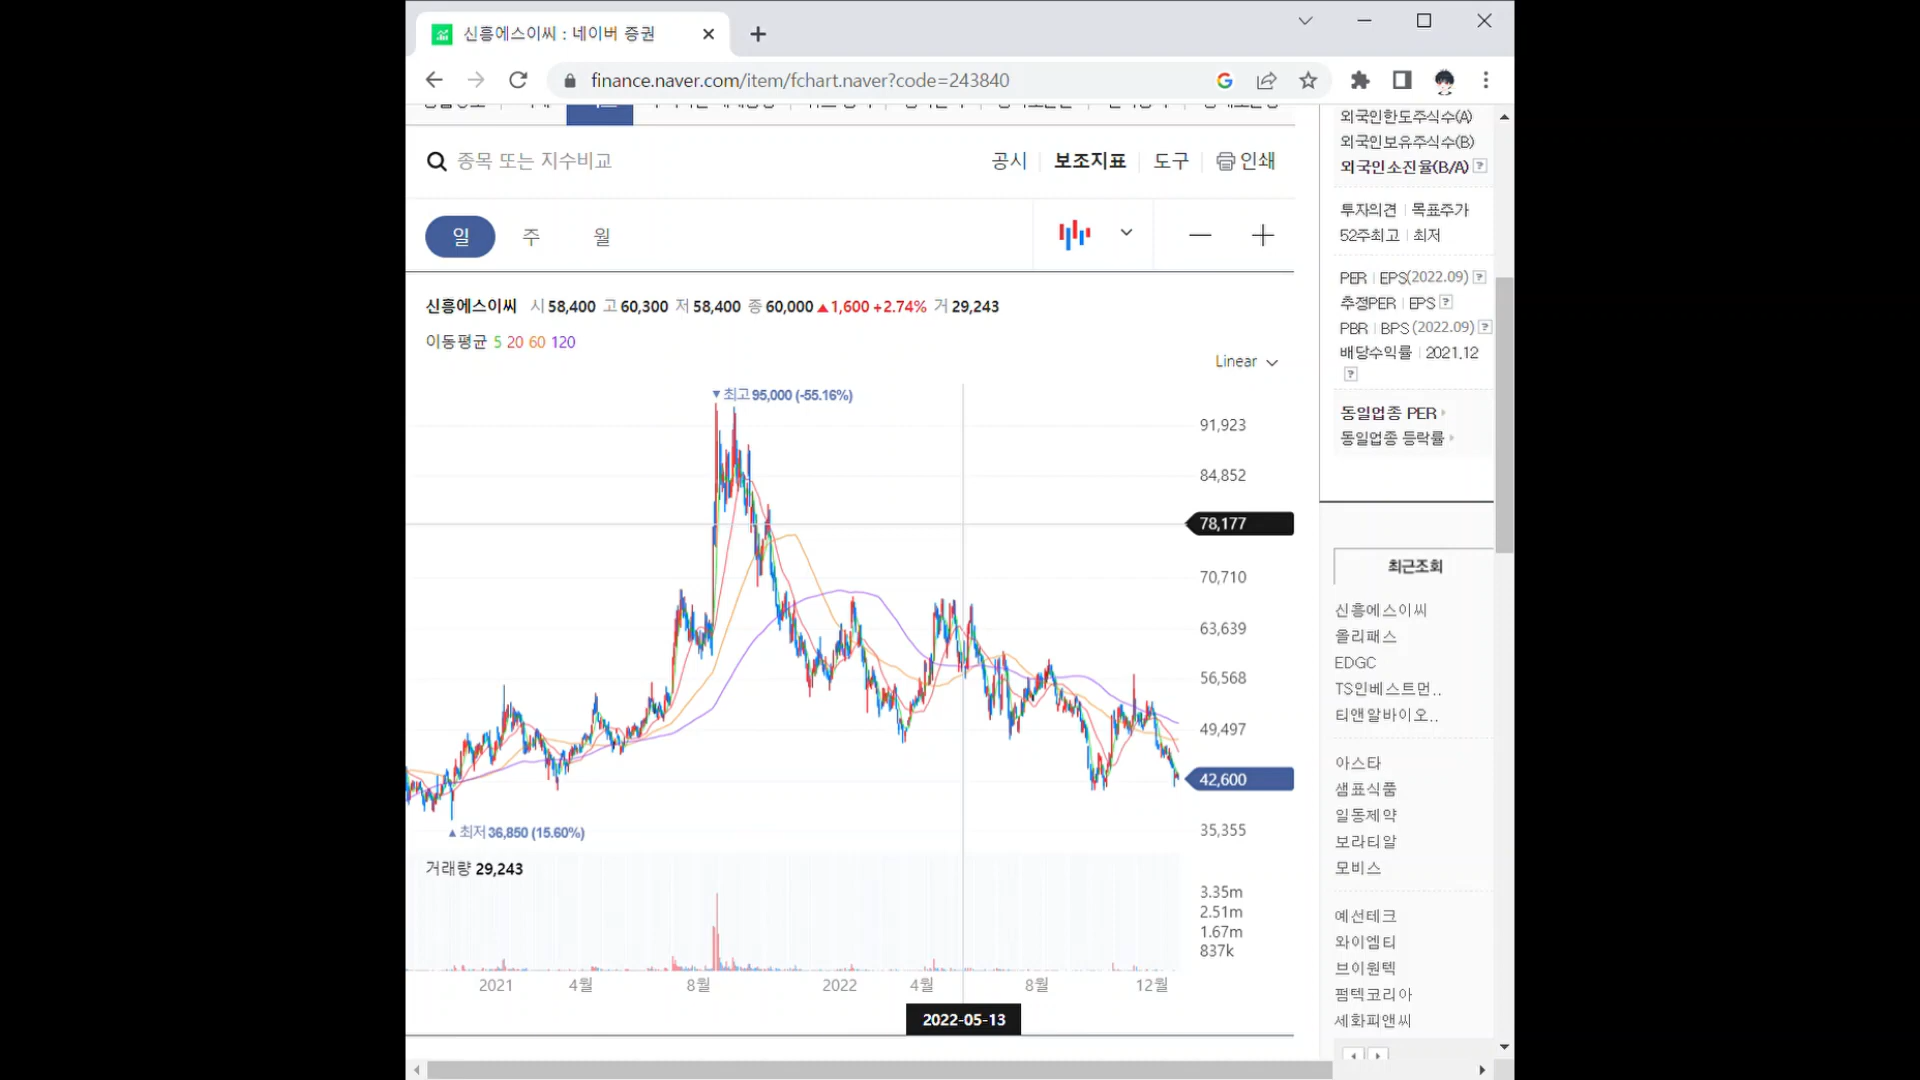 신흥에스이씨 : 네이버 증권
finance.naver.com/item/fchart.naver?code=243840
종목 또는 지수비교
공시 보조지표 도구 인쇄
일 주 월
신흥에스이씨 시 58,400 고 60,300 저 58,400 종 60,000 ▲1,600 +2.74% 거 29,243
이동평균 5 20 60 120
Linear
▼최고 95,000 (-55.16%)
91,923
84,852
78,177
70,710
63,639
56,568
49,497
42,600
35,355
▲최저 36,850 (15.60%)
거래량 29,243
3.35m
2.51m
1.67m
837k
2021 4월 8월 2022 4월 8월 12월
2022-05-13
외국인한도주식수(A)
외국인보유주식수(B)
외국인소진율(B/A) ?
투자의견 | 목표주가
52주최고 | 최저
PER | EPS(2022.09) ?
추정PER | EPS ?
PBR | BPS (2022.09) ?
배당수익률 | 2021.12
?
동일업종 PER
동일업종 등락률
최근조회
신흥에스이씨
올리패스
EDGC
TS인베스트먼..
티앤알바이오..
아스타
샘표식품
일동제약
보라티알
모비스
예선테크
와이엠티
브이원텍
펌텍코리아
세화피앤씨